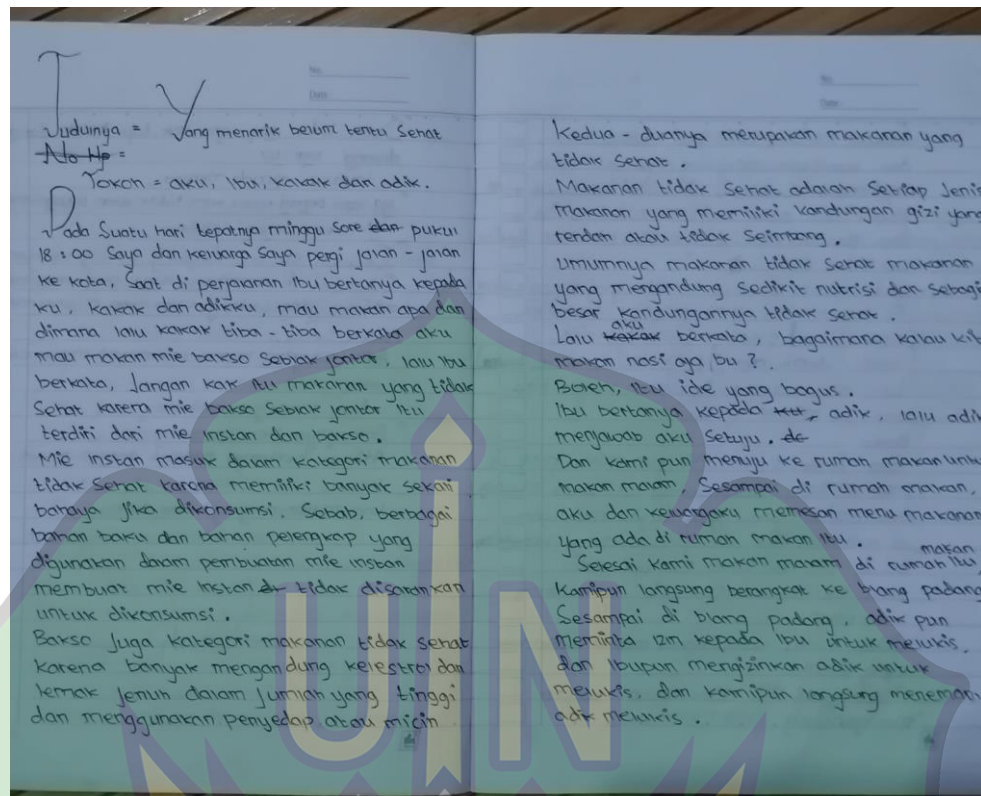 No.
Date
Judulnya = Yang menarik belum tentu sehat
No Hp =
Tokoh = aku, Ibu, kakak dan adik.
Pada Suatu hari tepatnya minggu sore dan pukul
18:00 Saya dan keluarga Saya pergi jalan-jalan
ke kota, Saat di perjalanan Ibu bertanya kepada
ku, kakak dan adikku, mau makan apa dan
dimana lalu kakak tiba-tiba berkata aku
mau makan mie bakso Seblak jontor, lalu Ibu
berkata, Jangan kak itu makanan yang tidak
Sehat karena mie bakso Seblak jontor Itu
terdiri dari mie instan dan bakso.
Mie instan masuk dalam kategori makanan
tidak Sehat karena memiliki banyak sekali
bahaya jika dikonsumsi. Sebab, berbagai
bahan baku dan bahan pelengkap yang
digunakan dalam pembuatan mie instan
membuat mie instan tidak disarankan
untuk dikonsumsi.
Bakso Juga kategori makanan tidak sehat
karena banyak mengandung kelestrol dan
lemak Jenuh dalam Jumlah yang tinggi
dan menggunakan penyedap atau micin
No.
Date
Kedua-duanya merupakan makanan yang
tidak sehat.
Makanan tidak Sehat adalah Setiap Jenis
makanan yang memiliki kandungan gizi yang
rendah atau tidak Seimbang.
Umumnya makanan tidak Sehat makanan
yang mengandung Sedikit nutrisi dan sebagi
besar kandungannya tidak sehat.
Lalu kakak aku berkata, bagaimana kalau kit
makan nasi aja bu?
Boleh, Itu ide yang bagus.
Ibu bertanya kepada adik, lalu adik
menjawab aku Setuju.
Dan kami pun menuju ke rumah makan untu
makan malam Sesampai di rumah makan,
aku dan keluargaku memesan menu makanan
yang ada di rumah makan Itu.
Selesai kami makan malam di rumah makan Itu,
Kamipun langsung berangkat ke blang padang
Sesampai di blang padang, adik pun
meminta izin kepada Ibu untuk melukis,
dan Ibupun mengizinkan adik untuk
melukis, dan kamipun langsung menemani
adik melukis.
UIN